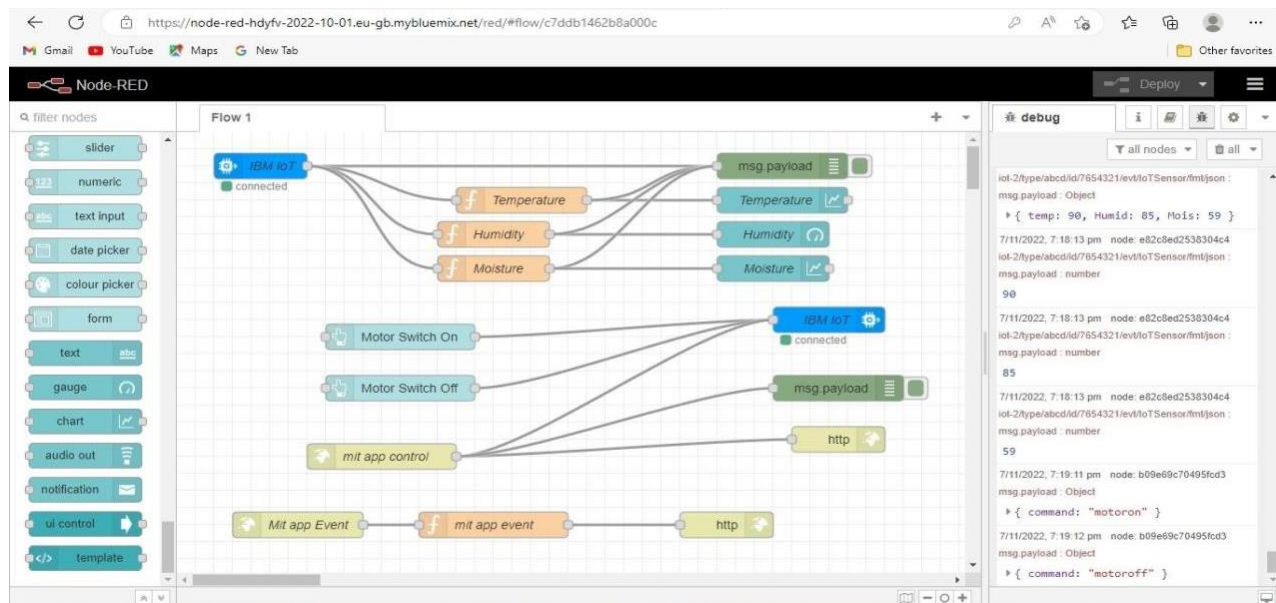 https://node-red-hdyfv-2022-10-01.eu-gb.mybluemix.net/red/#flow/c7ddb1462b8a000c
Gmail YouTube Maps New Tab Other favorites
Node-RED Deploy
filter nodes
slider
numeric
text input
date picker
colour picker
form
text
gauge
chart
audio out
notification
ui control
template
Flow 1
IBM IoT
connected
msg.payload
Temperature
Temperature
Humidity
Humidity
Moisture
Moisture
Motor Switch On
IBM IoT
connected
Motor Switch Off
msg.payload
mit app control
http
Mit app Event
mit app event
http
debug
all nodes all
iot-2/type/abcd/id/7654321/evt/IoTSensor/fmt/json :
msg.payload : Object
{ temp: 90, Humid: 85, Mois: 59 }
7/11/2022, 7:18:13 pm node: e82c8ed2538304c4
iot-2/type/abcd/id/7654321/evt/IoTSensor/fmt/json :
msg.payload : number
90
7/11/2022, 7:18:13 pm node: e82c8ed2538304c4
iot-2/type/abcd/id/7654321/evt/IoTSensor/fmt/json :
msg.payload : number
85
7/11/2022, 7:18:13 pm node: e82c8ed2538304c4
iot-2/type/abcd/id/7654321/evt/IoTSensor/fmt/json :
msg.payload : number
59
7/11/2022, 7:19:11 pm node: b09e69c70495fcd3
msg.payload : Object
{ command: "motoron" }
7/11/2022, 7:19:12 pm node: b09e69c70495fcd3
msg.payload : Object
{ command: "motoroff" }